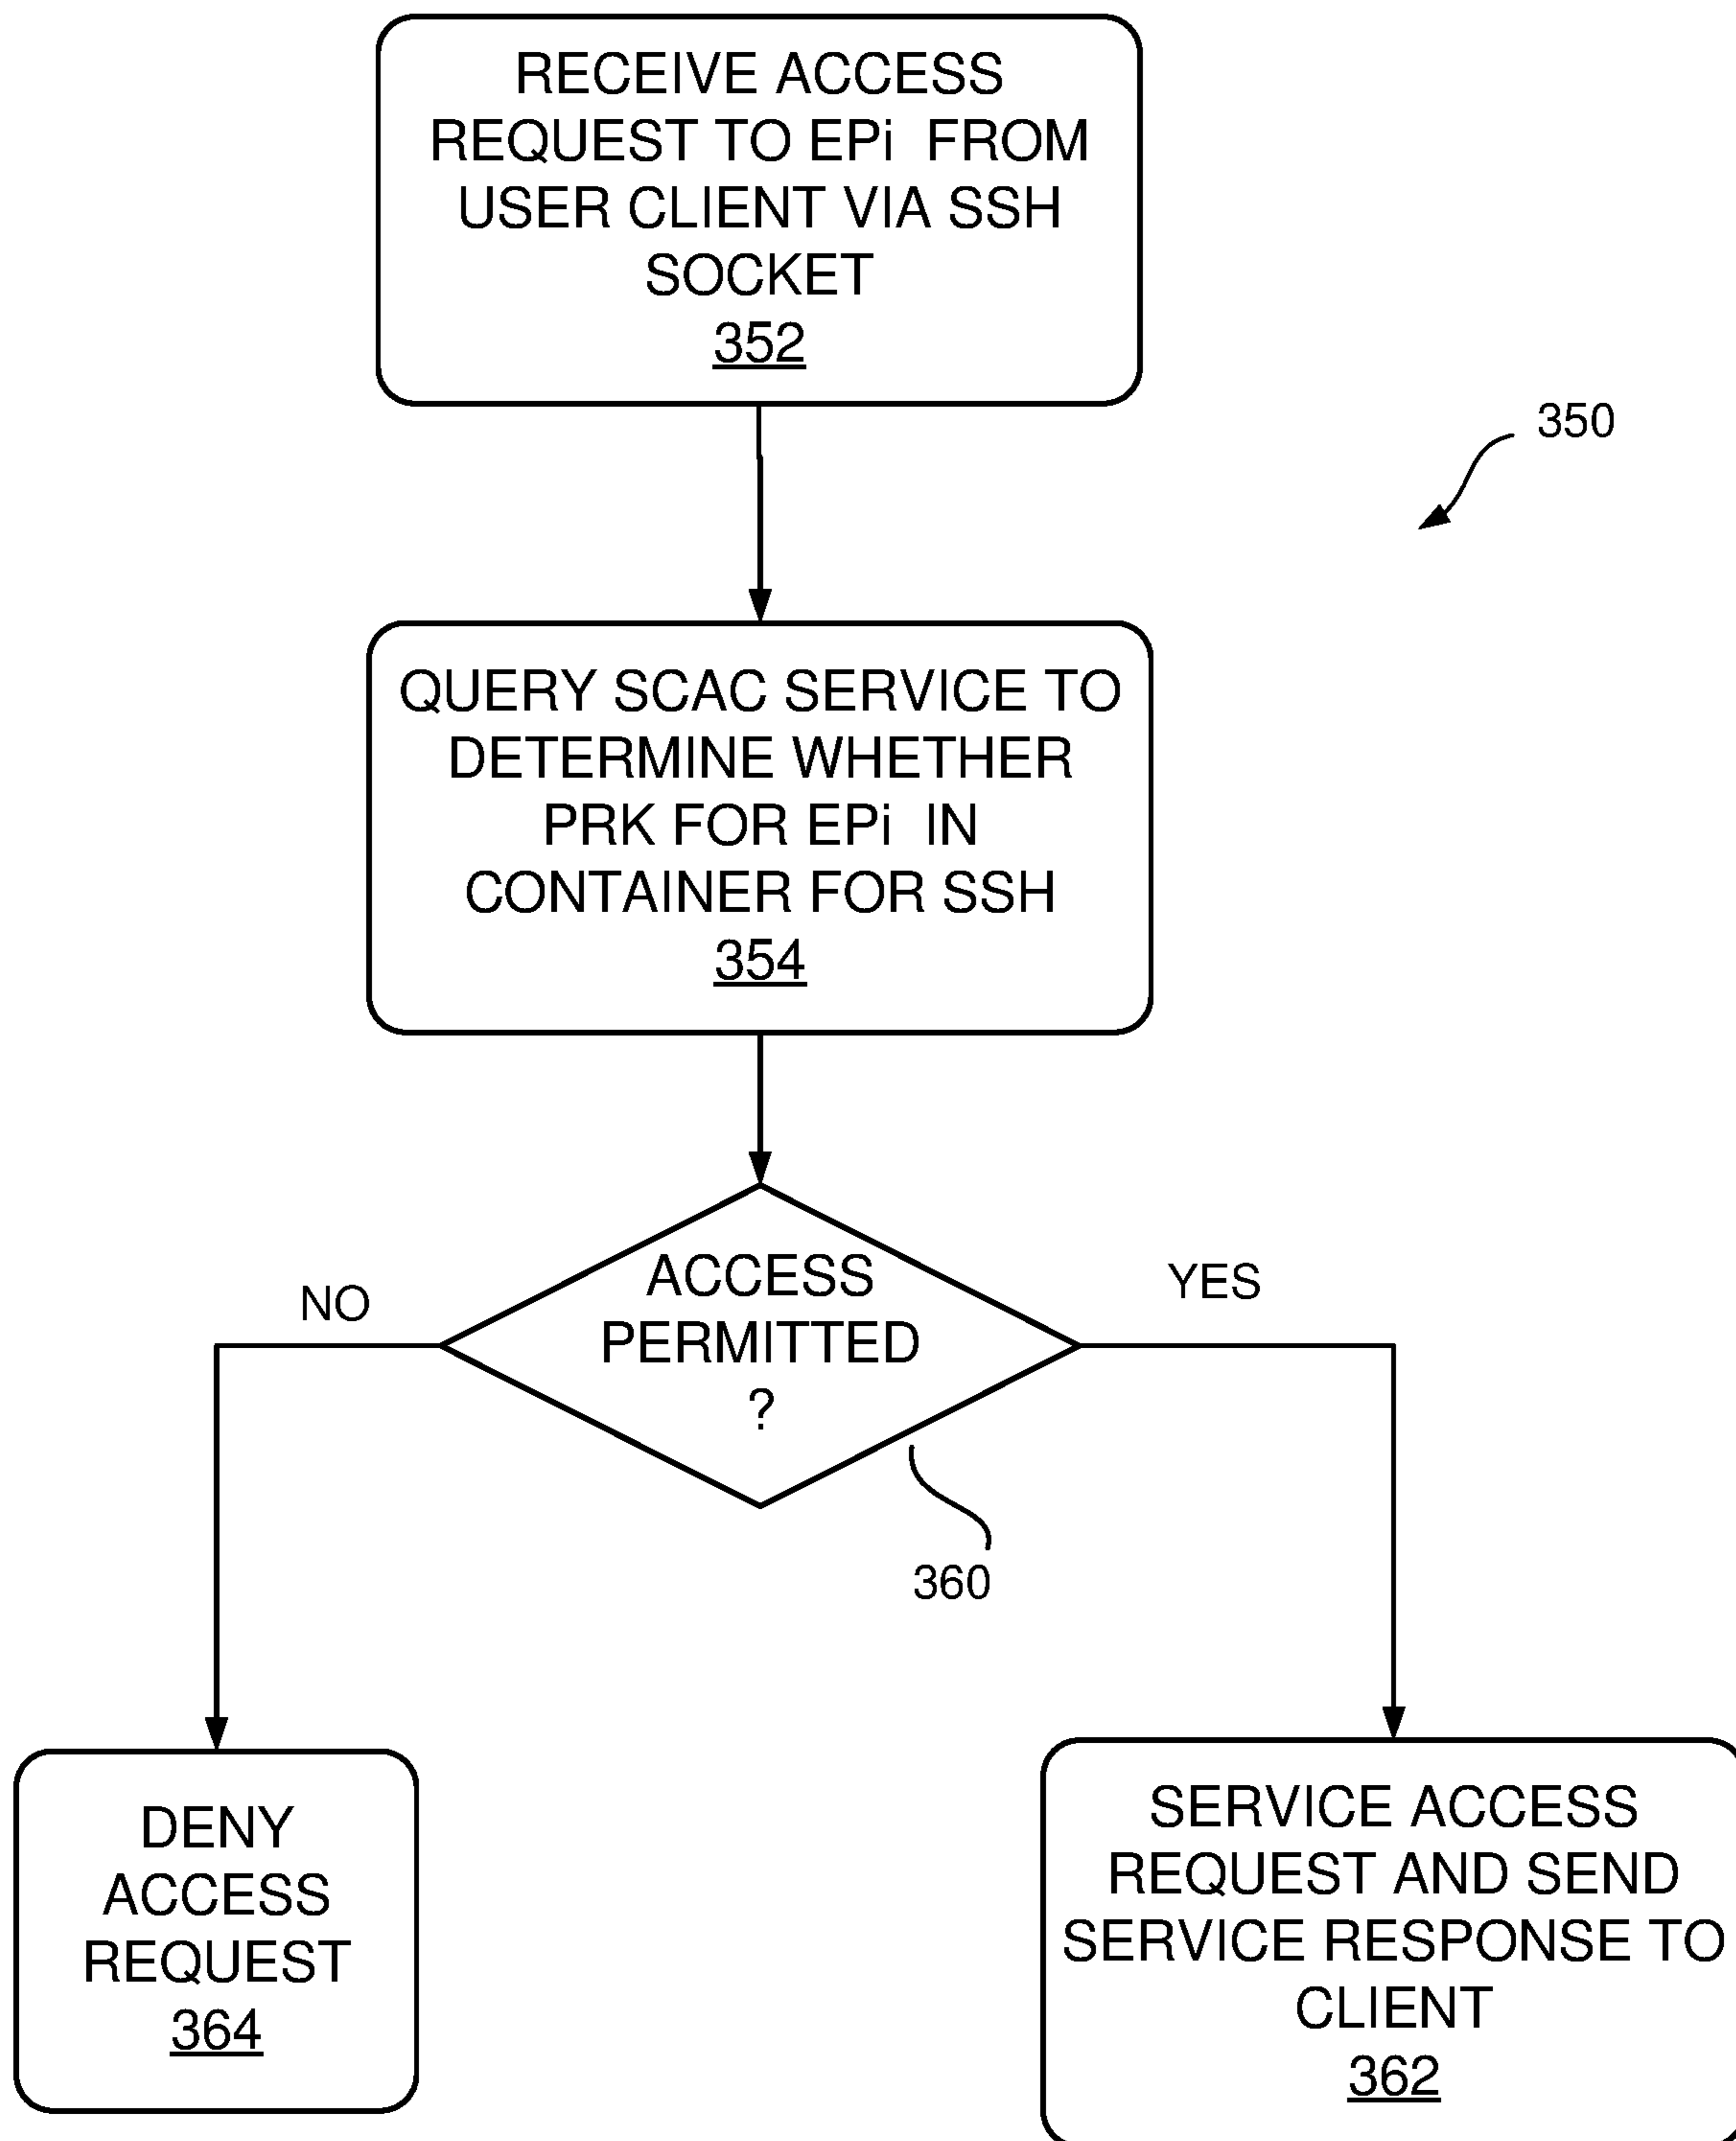 RECEIVE ACCESS
REQUEST TO EPi FROM
USER CLIENT VIA SSH
SOCKET
352
350
QUERY SCAC SERVICE TO
DETERMINE WHETHER
PRK FOR EPi IN
CONTAINER FOR SSH
354
ACCESS
PERMITTED
?
NO
YES
360
DENY
ACCESS
REQUEST
364
SERVICE ACCESS
REQUEST AND SEND
SERVICE RESPONSE TO
CLIENT
362